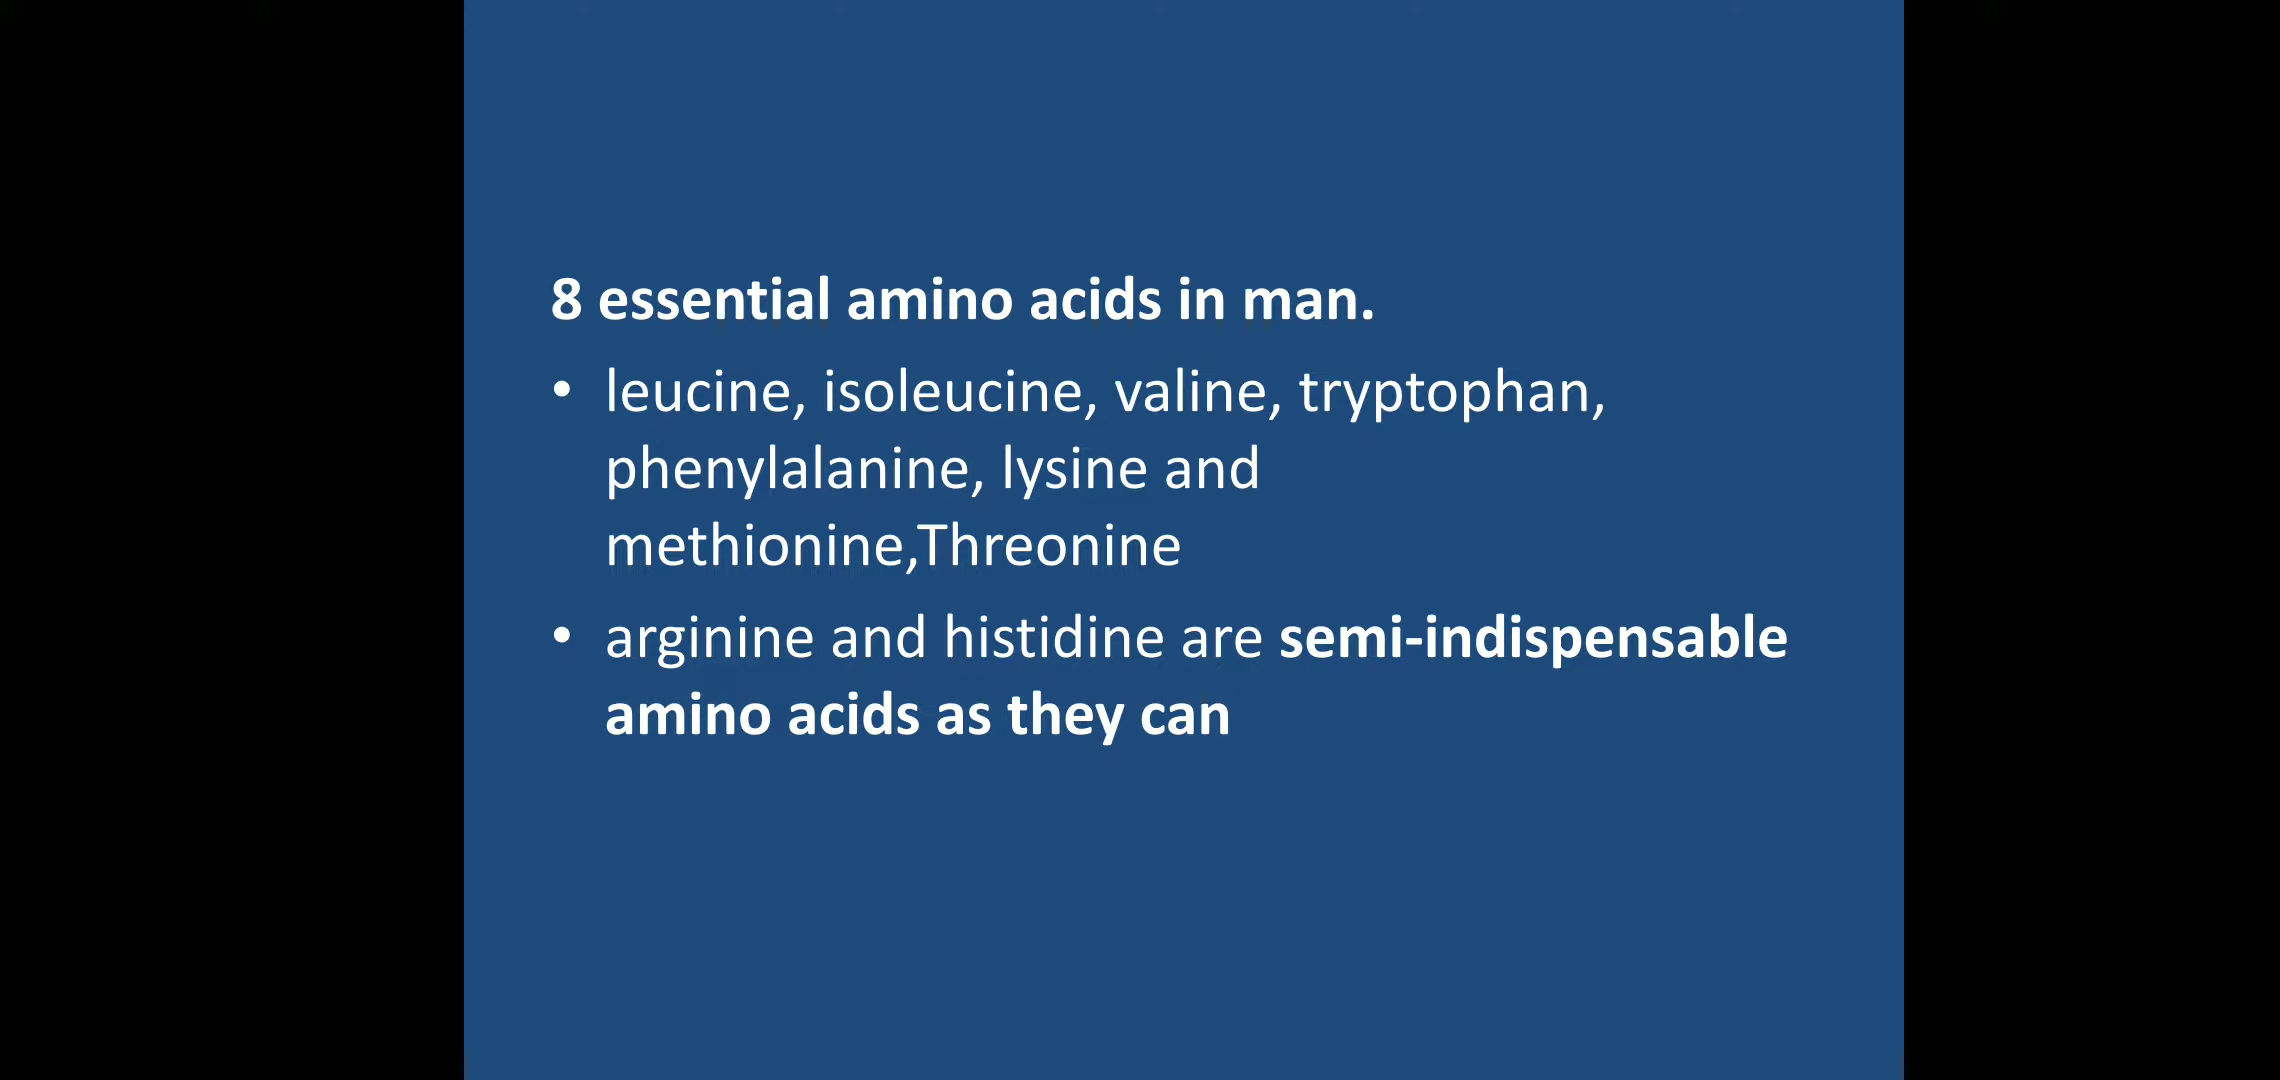 8 essential amino acids in man.
• leucine, isoleucine, valine, tryptophan,
phenylalanine, lysine and
methionine,Threonine
• arginine and histidine are semi-indispensable
amino acids as they can